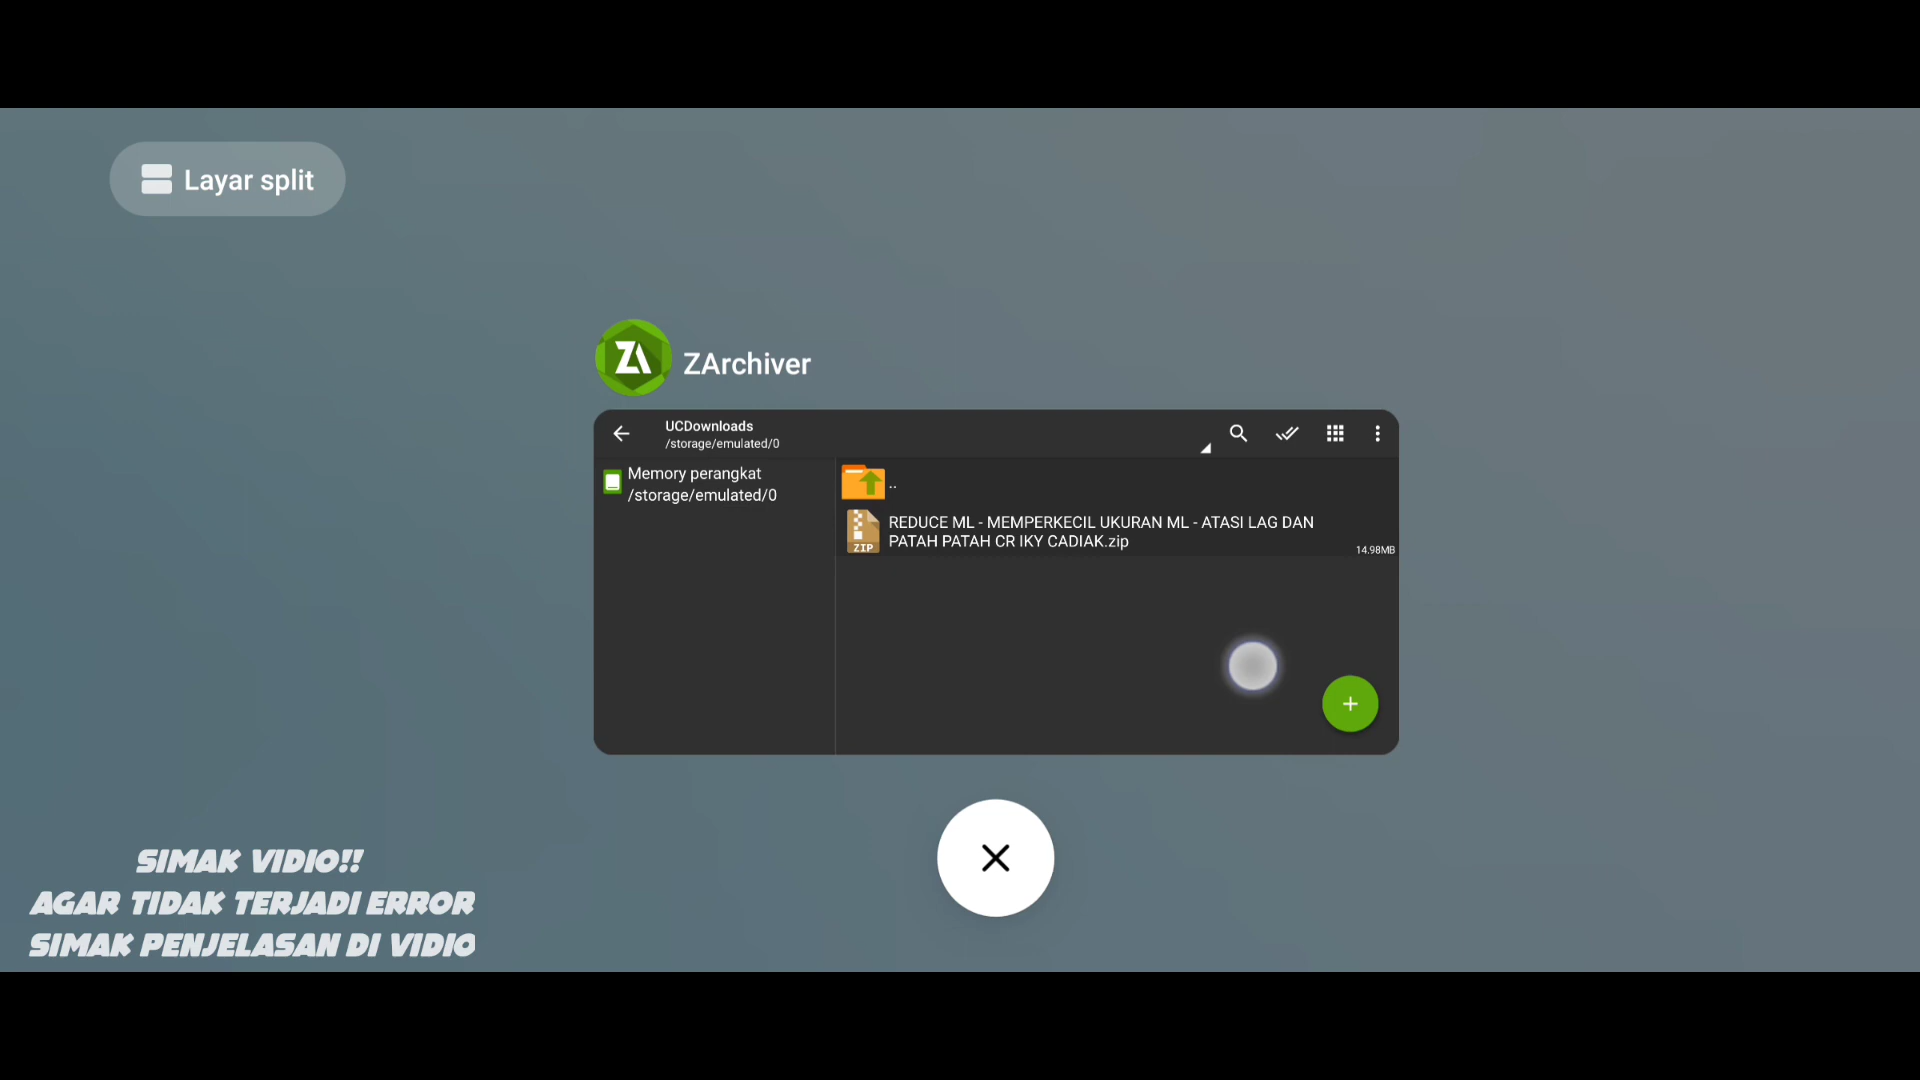 Layar split
ZA ZArchiver
UCDownloads
/storage/emulated/0
Memory perangkat
/storage/emulated/0
..
REDUCE ML - MEMPERKECIL UKURAN ML - ATASI LAG DAN
PATAH PATAH CR IKY CADIAK.zip
ZIP
14.98MB
SIMAK VIDIO!!
AGAR TIDAK TERJADI ERROR
SIMAK PENJELASAN DI VIDIO